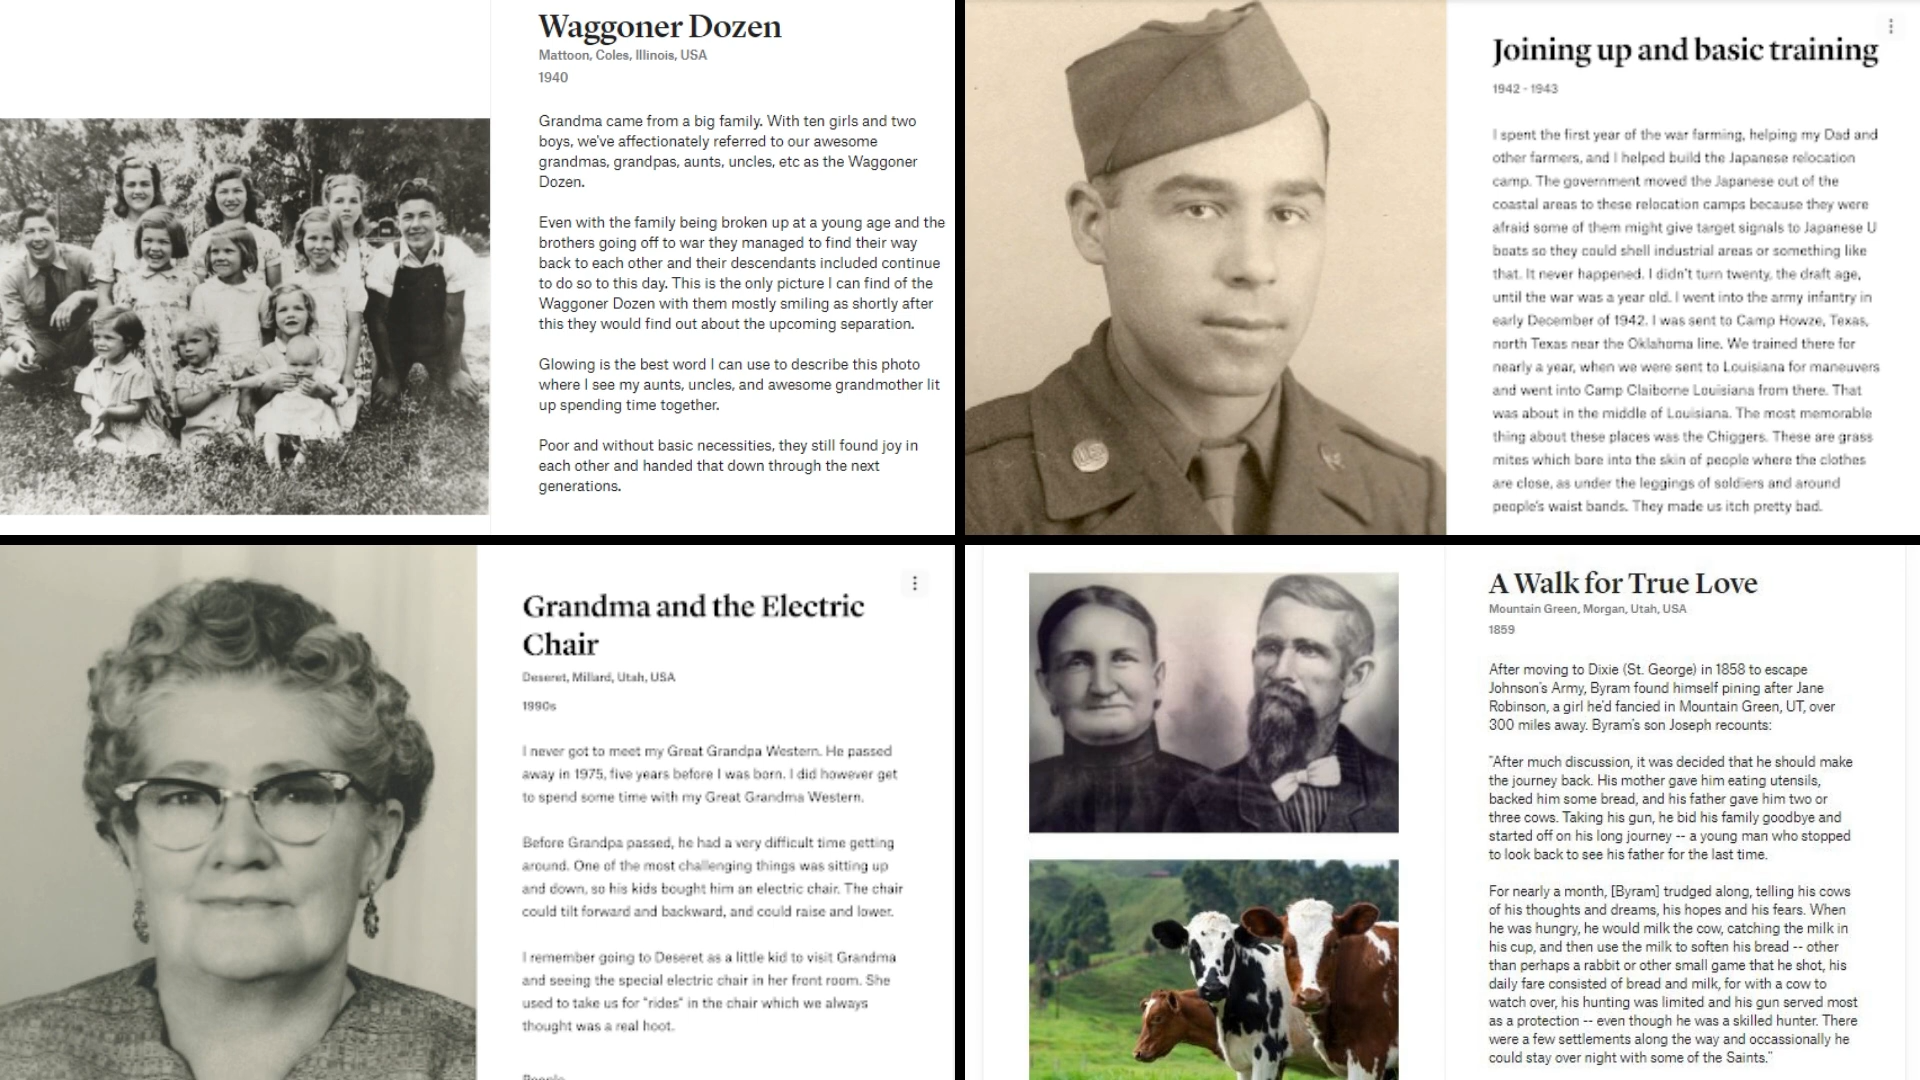 Waggoner Dozen
Mattoon, Coles, Illinois, USA
1940
Grandma came from a big family. With ten girls and two
boys, we've affectionately referred to our awesome
grandmas, grandpas, aunts, uncles, etc as the Waggoner
Dozen.
Even with the family being broken up at a young age and the
brothers going off to war they managed to find their way
back to each other and their descendants included continue
to do so to this day. This is the only picture I can find of the
Waggoner Dozen with them mostly smiling as shortly after
this they would find out about the upcoming separation.
Glowing is the best word I can use to describe this photo
where I see my aunts, uncles, and awesome grandmother lit
up spending time together.
Poor and without basic necessities, they still found joy in
each other and handed that down through the next
generations.
Joining up and basic training
1942 - 1943
I spent the first year of the war farming, helping my Dad and
other farmers, and I helped build the Japanese relocation
camp. The government moved the Japanese out of the
coastal areas to these relocation camps because they were
afraid some of them might give target signals to Japanese U
boats so they could shell industrial areas or something like
that. It never happened. I didn't turn twenty, the draft age,
until the war was a year old. I went into the army infantry in
early December of 1942. I was sent to Camp Howze, Texas,
north Texas near the Oklahoma line. We trained there for
nearly a year, when we were sent to Louisiana for maneuvers
and went into Camp Claiborne Louisiana from there. That
was about in the middle of Louisiana. The most memorable
thing about these places was the Chiggers. These are grass
mites which bore into the skin of people where the clothes
are close, as under the leggings of soldiers and around
people's waist bands. They made us itch pretty bad.
Grandma and the Electric
Chair
Deseret, Millard, Utah, USA
1990s
I never got to meet my Great Grandpa Western. He passed
away in 1975, five years before I was born. I did however get
to spend some time with my Great Grandma Western.
Before Grandpa passed, he had a very difficult time getting
around. One of the most challenging things was sitting up
and down, so his kids bought him an electric chair. The chair
could tilt forward and backward, and could raise and lower.
I remember going to Deseret as a little kid to visit Grandma
and seeing the special electric chair in her front room. She
used to take us for "rides" in the chair which we always
thought was a real hoot.
People
A Walk for True Love
Mountain Green, Morgan, Utah, USA
1859
After moving to Dixie (St. George) in 1858 to escape
Johnson's Army, Byram found himself pining after Jane
Robinson, a girl he'd fancied in Mountain Green, UT, over
300 miles away. Byram's son Joseph recounts:
"After much discussion, it was decided that he should make
the journey back. His mother gave him eating utensils,
backed him some bread, and his father gave him two or
three cows. Taking his gun, he bid his family goodbye and
started off on his long journey -- a young man who stopped
to look back to see his father for the last time.
For nearly a month, [Byram] trudged along, telling his cows
of his thoughts and dreams, his hopes and his fears. When
he was hungry, he would milk the cow, catching the milk in
his cup, and then use the milk to soften his bread -- other
than perhaps a rabbit or other small game that he shot, his
daily fare consisted of bread and milk, for with a cow to
watch over, his hunting was limited and his gun served most
as a protection -- even though he was a skilled hunter. There
were a few settlements along the way and occassionally he
could stay over night with some of the Saints."